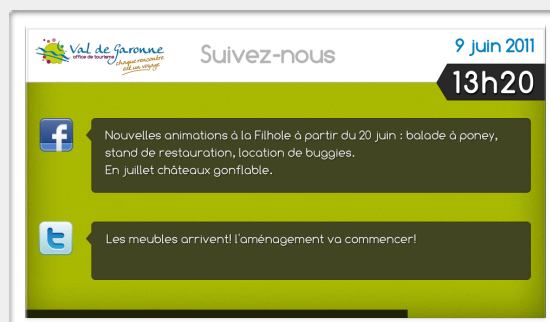 Val de Garonne
office de tourisme
chaque rencontre
est un voyage
Suivez-nous
9 juin 2011
13h20
Nouvelles animations à la Filhole à partir du 20 juin : balade à poney,
stand de restauration, location de buggies.
En juillet châteaux gonflable.
Les meubles arrivent! l'aménagement va commencer!